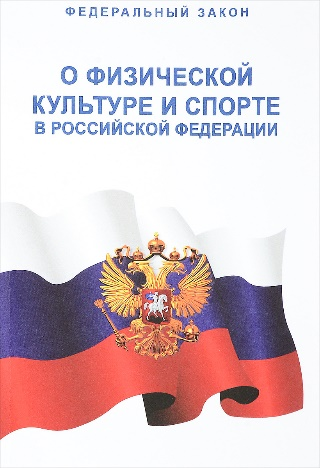 ФЕДЕРАЛЬНЫЙ ЗАКОН
О ФИЗИЧЕСКОЙ
КУЛЬТУРЕ И СПОРТЕ
В РОССИЙСКОЙ ФЕДЕРАЦИИ